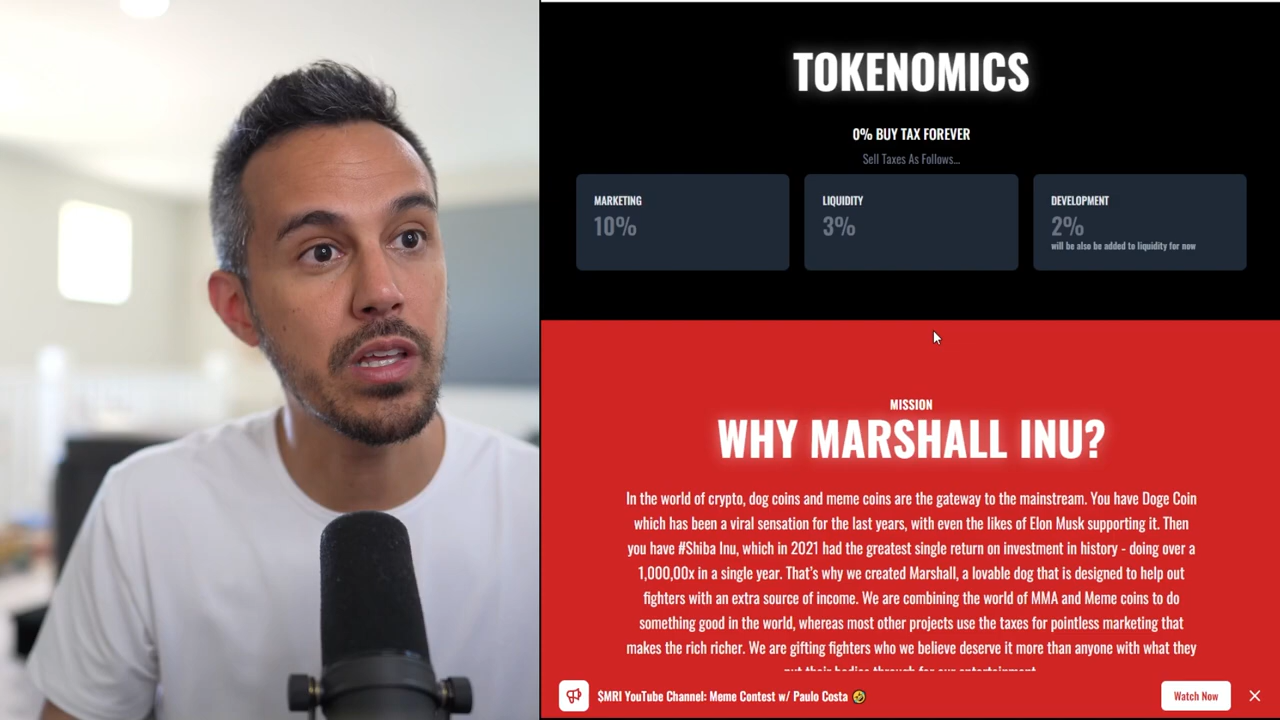 TOKENOMICS
0% BUY TAX FOREVER
Sell Taxes As Follows...
MARKETING
10%
LIQUIDITY
3%
DEVELOPMENT
2%
will be also be added to liquidity for now
MISSION
WHY MARSHALL INU?
In the world of crypto, dog coins and meme coins are the gateway to the mainstream. You have Doge Coin
which has been a viral sensation for the last years, with even the likes of Elon Musk supporting it. Then
you have #Shiba Inu, which in 2021 had the greatest single return on investment in history - doing over a
1,000,00x in a single year. That's why we created Marshall, a lovable dog that is designed to help out
fighters with an extra source of income. We are combining the world of MMA and Meme coins to do
something good in the world, whereas most other projects use the taxes for pointless marketing that
makes the rich richer. We are gifting fighters who we believe deserve it more than anyone with what they
put their bodies through for our entertainment.
$MRI YouTube Channel: Meme Contest w/ Paulo Costa 🤣
Watch Now